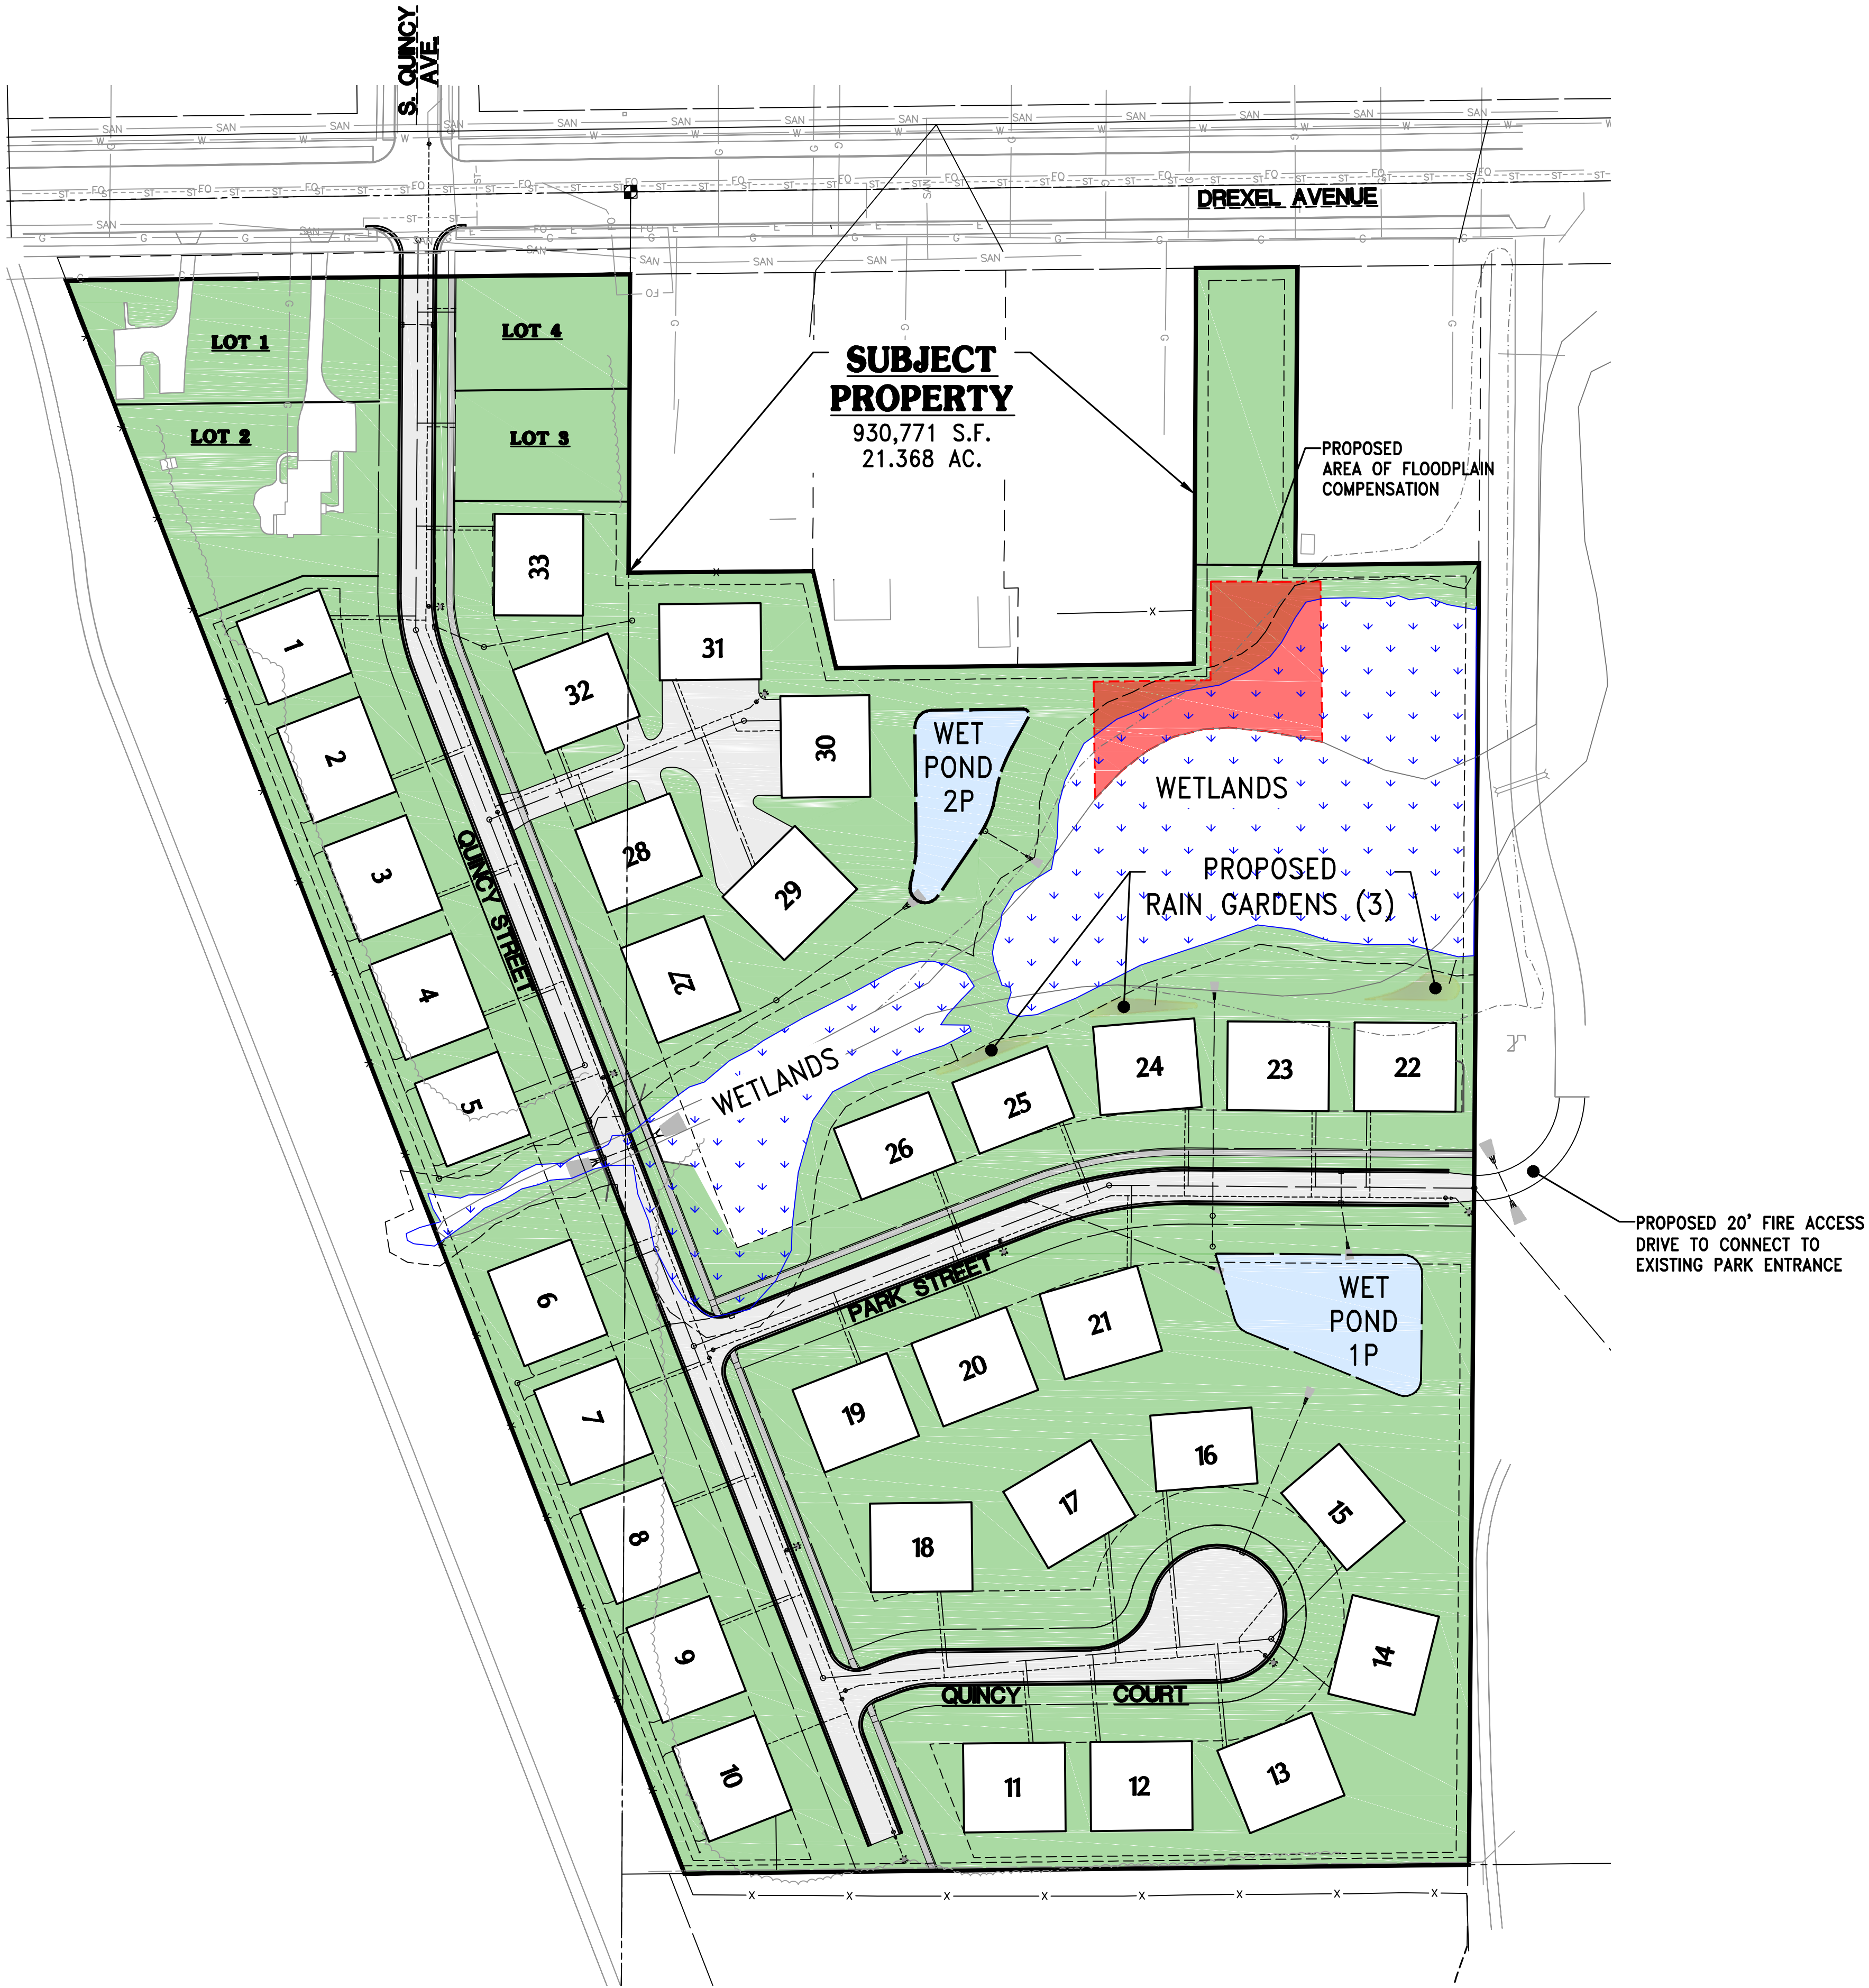 S. QUINCY
AVE.
DREXEL AVENUE
LOT 1
LOT 4
LOT 2
LOT 3
SUBJECT
PROPERTY
930,771 S.F.
21.368 AC.
PROPOSED
AREA OF FLOODPLAIN
COMPENSATION
33
1
32
31
2
30
WET
POND
2P
WETLANDS
QUINCY STREET
3
28
29
PROPOSED
RAIN GARDENS (3)
27
4
WETLANDS
5
26
25
24
23
22
PROPOSED 20' FIRE ACCESS
DRIVE TO CONNECT TO
EXISTING PARK ENTRANCE
PARK STREET
WET
POND
1P
6
7
19
20
21
8
18
17
16
15
9
14
QUINCY COURT
10
11
12
13